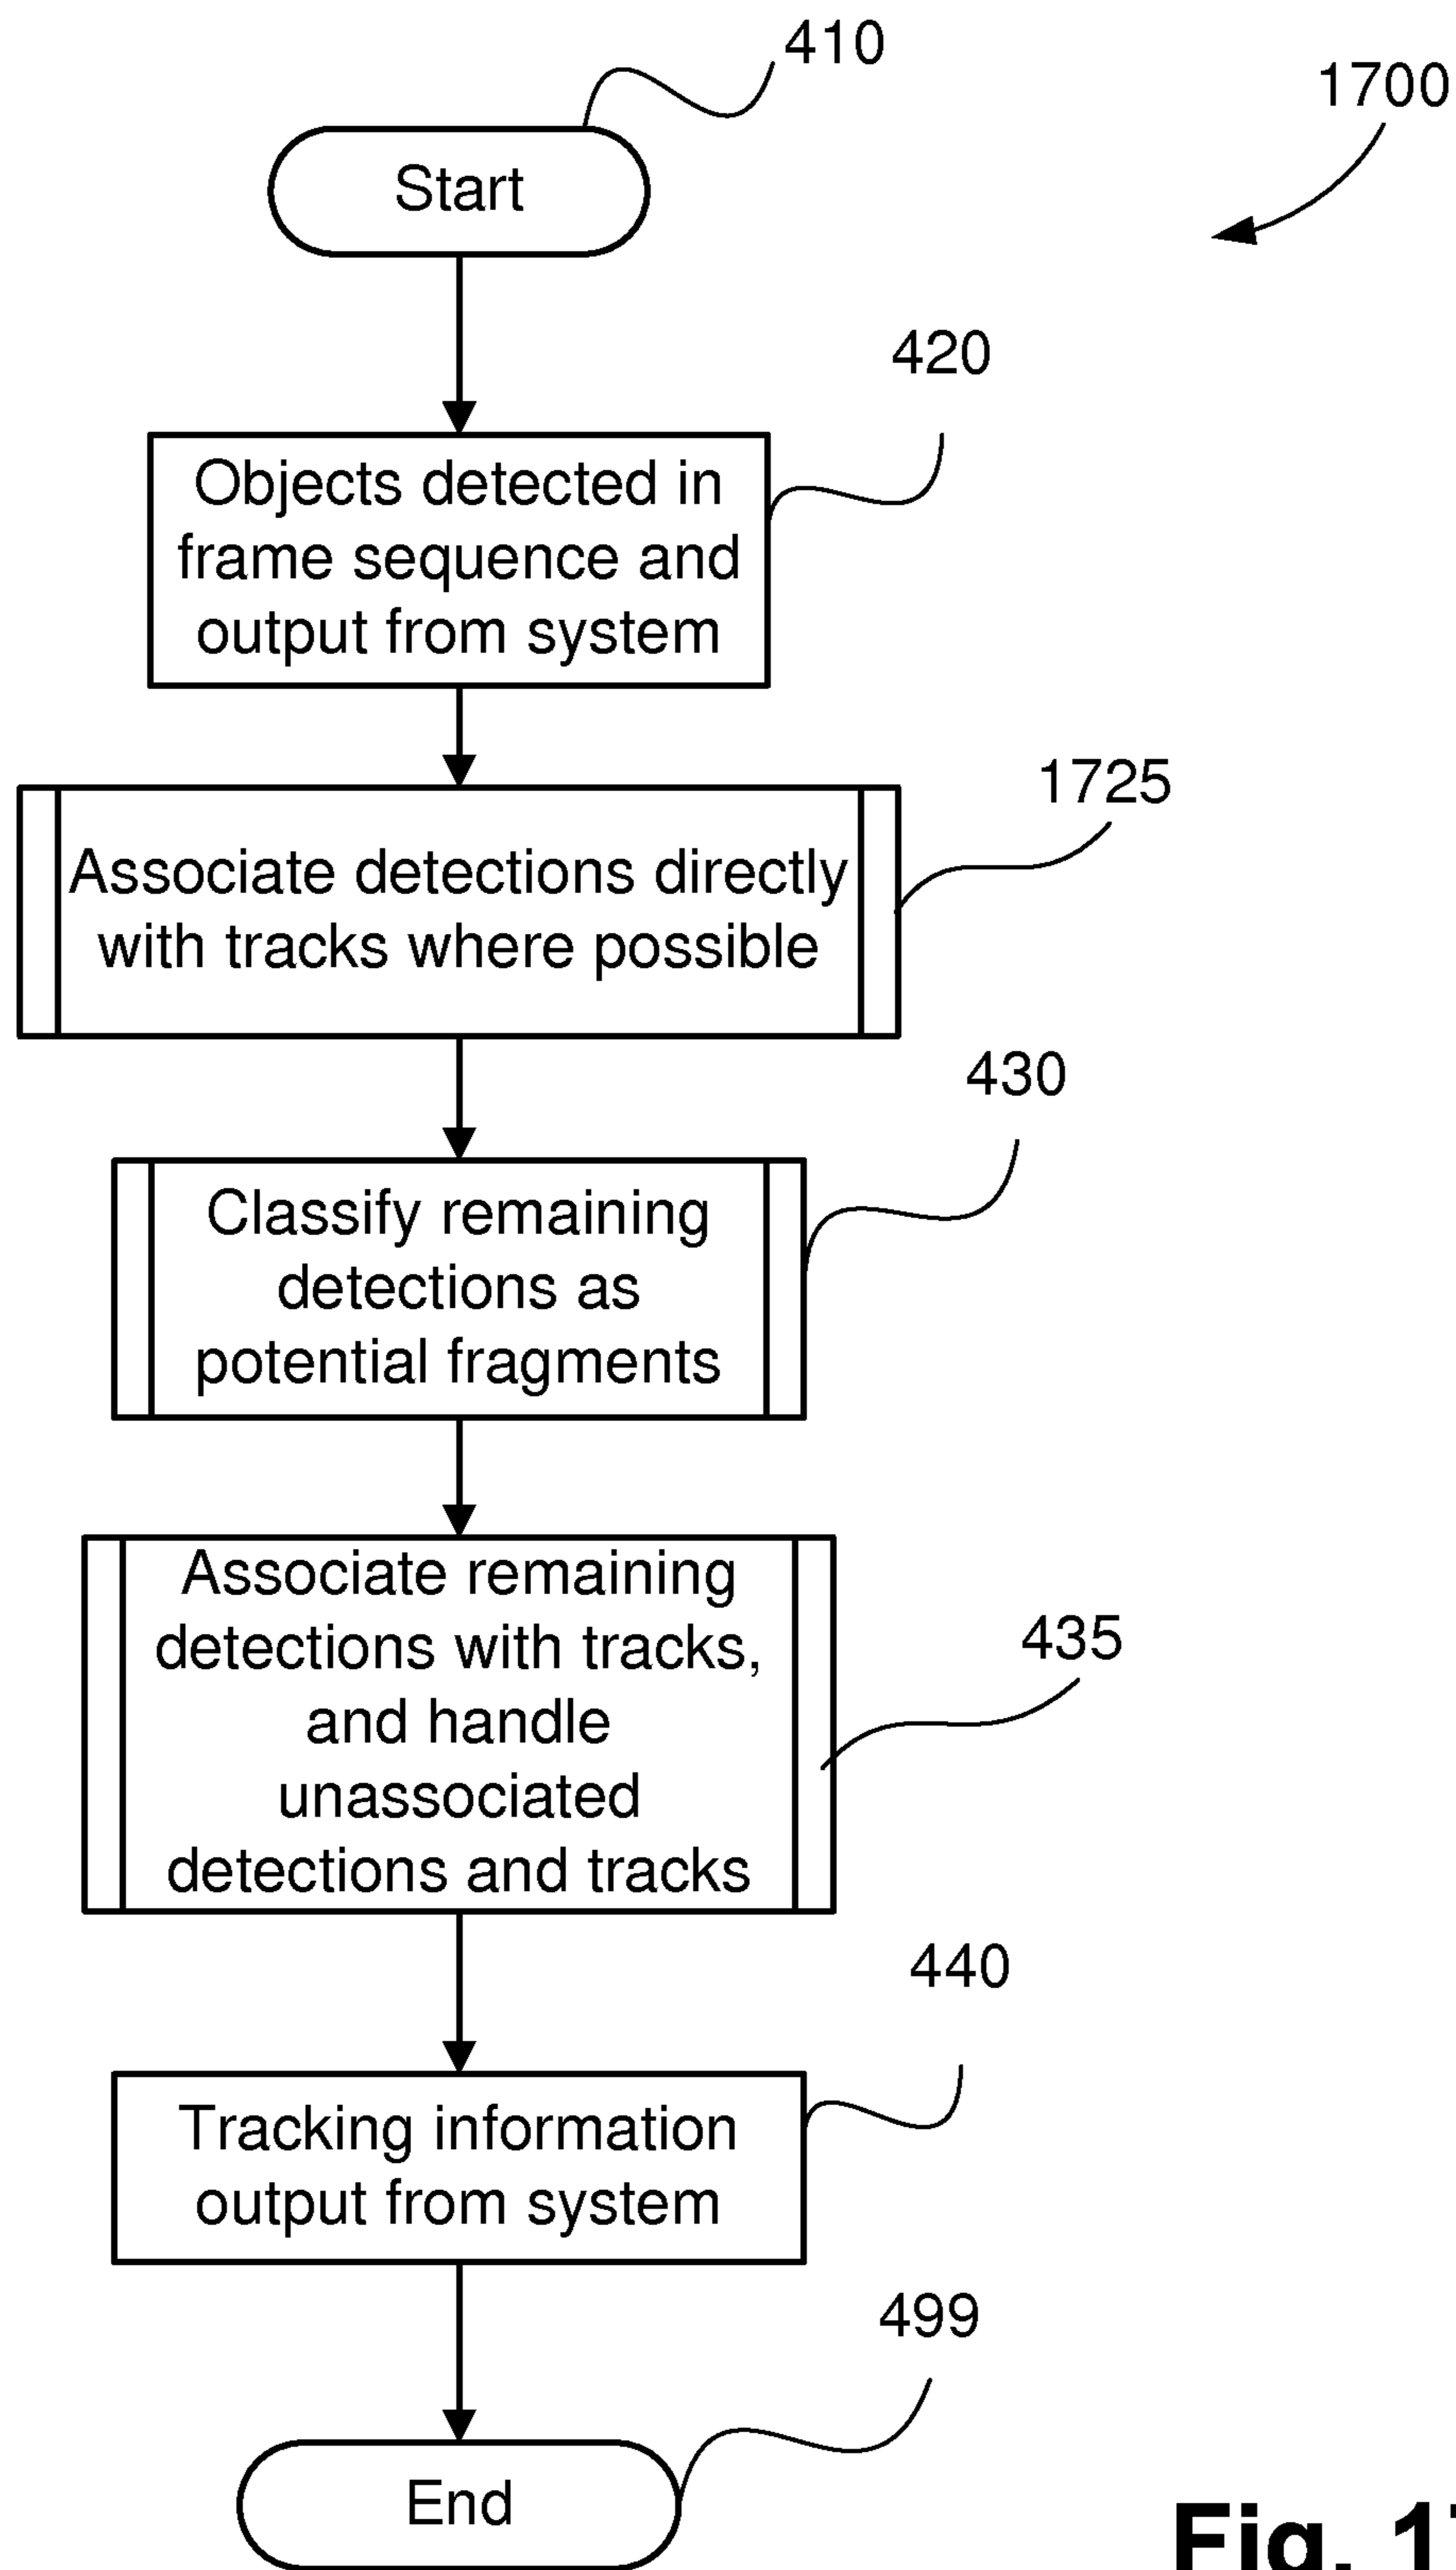 410
1700
Start
420
Objects detected in
frame sequence and
output from system
1725
Associate detections directly
with tracks where possible
430
Classify remaining
detections as
potential fragments
Associate remaining
detections with tracks,
and handle
unassociated
detections and tracks
435
440
Tracking information
output from system
499
End
Fig. 17